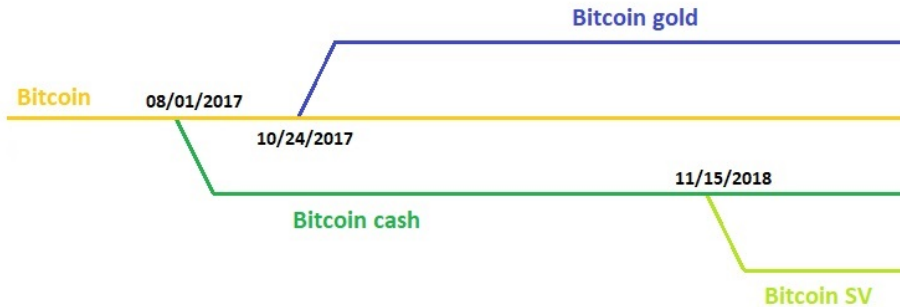 Bitcoin gold
Bitcoin
08/01/2017
10/24/2017
11/15/2018
Bitcoin cash
Bitcoin SV